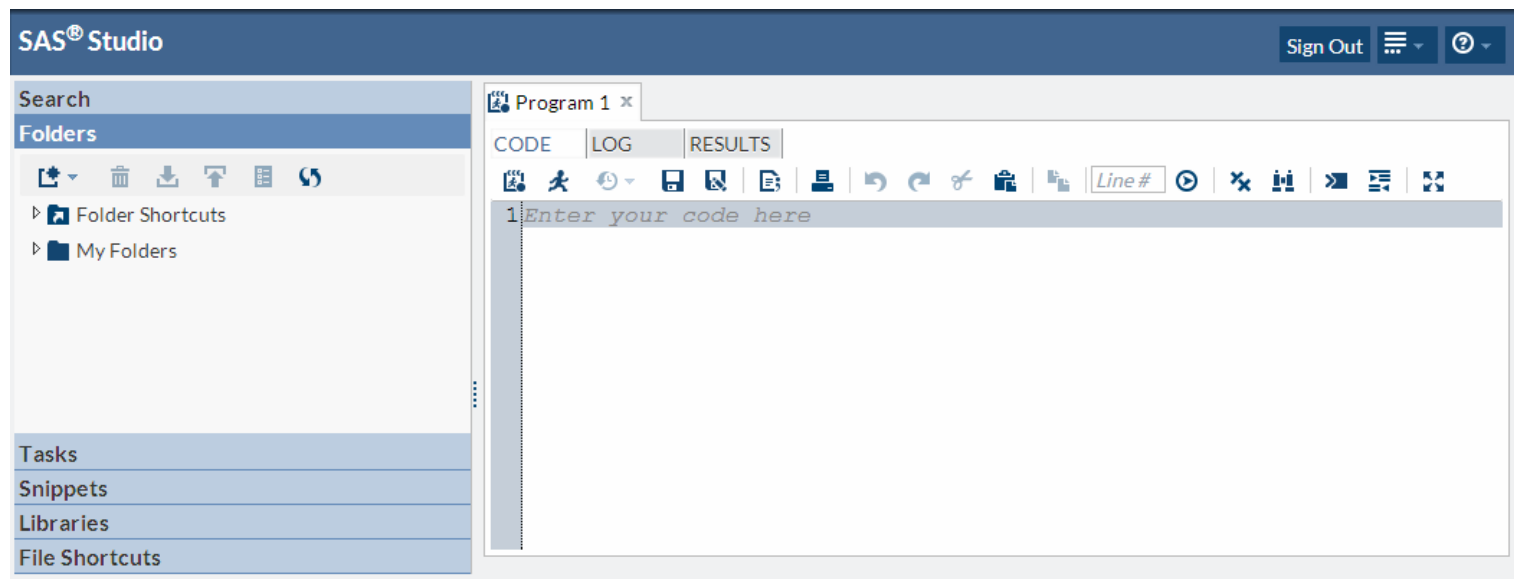 SAS® Studio
Sign Out
Search
Folders
Folder Shortcuts
My Folders
Tasks
Snippets
Libraries
File Shortcuts
Program 1
CODE LOG RESULTS
Line #
1 Enter your code here